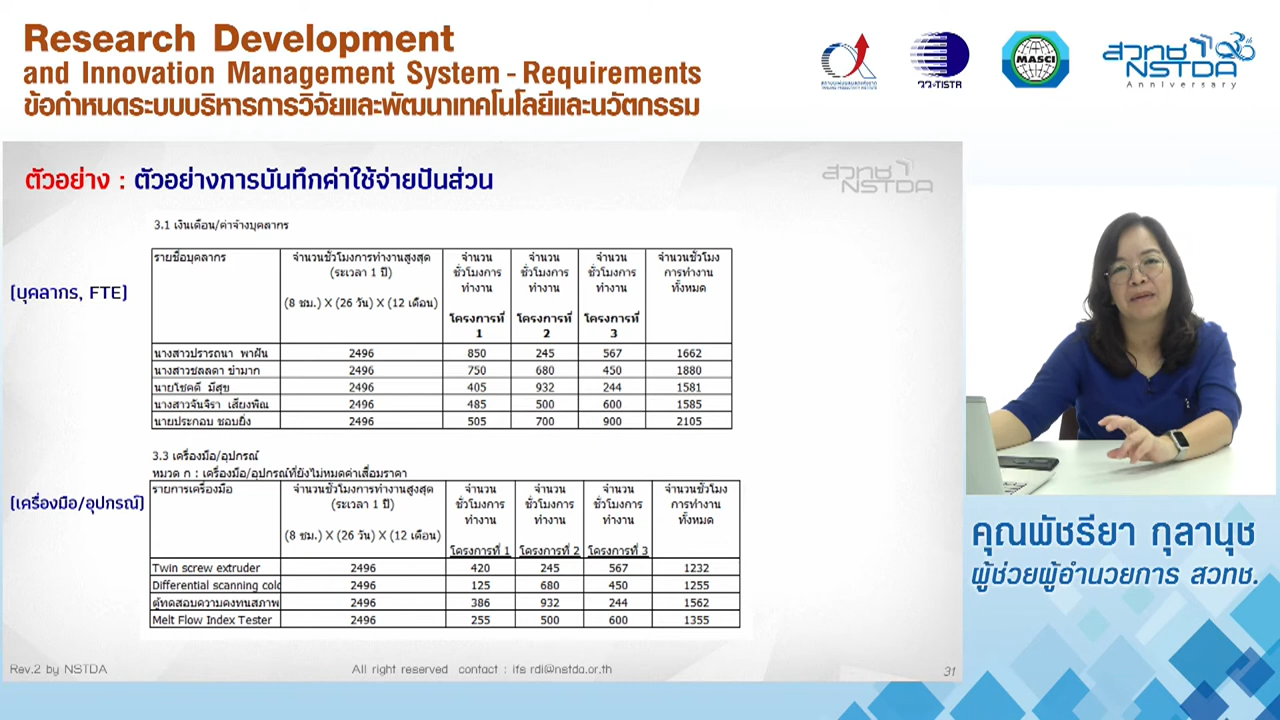 Research Development
and Innovation Management System - Requirements
ข้อกำหนดระบบบริหารการวิจัยและพัฒนาเทคโนโลยีและนวัตกรรม
วว•TISTR
MASCI
สวทช
NSTDA
Anniversary
ตัวอย่าง : ตัวอย่างการบันทึกค่าใช้จ่ายปันส่วน
สวทช
NSTDA
3.1 เงินเดือน/ค่าจ้างบุคลากร
(บุคลากร, FTE)
รายชื่อบุคลากร จำนวนชั่วโมงการทำงานสูงสุด จำนวน จำนวน จำนวน จำนวนชั่วโมง
(ระยะเวลา 1 ปี) ชั่วโมงการ ชั่วโมงการ ชั่วโมงการ การทำงาน
ทำงาน ทำงาน ทำงาน ทั้งหมด
(8 ชม.) X (26 วัน) X (12 เดือน)
โครงการที่ โครงการที่ โครงการที่
1 2 3
นางสาวปรารถนา พาฝัน 2496 850 245 567 1662
นางสาวชลลดา ขำมาก 2496 750 680 450 1880
นายโชคดี มีสุข 2496 405 932 244 1581
นางสาวจันจิรา เสียงพิณ 2496 485 500 600 1585
นายประกอบ ชอบยิ่ง 2496 505 700 900 2105
3.3 เครื่องมือ/อุปกรณ์
หมวด ก : เครื่องมือ/อุปกรณ์ที่ยังไม่หมดค่าเสื่อมราคา
(เครื่องมือ/อุปกรณ์)
รายการเครื่องมือ จำนวนชั่วโมงการทำงานสูงสุด จำนวน จำนวน จำนวน จำนวนชั่วโมง
(ระยะเวลา 1 ปี) ชั่วโมงการ ชั่วโมงการ ชั่วโมงการ การทำงาน
ทำงาน ทำงาน ทำงาน ทั้งหมด
(8 ชม.) X (26 วัน) X (12 เดือน)
โครงการที่ 1 โครงการที่ 2 โครงการที่ 3
Twin screw extruder 2496 420 245 567 1232
Differential scanning cold 2496 125 680 450 1255
ตู้ทดสอบความคงทนสภาพ 2496 386 932 244 1562
Melt Flow Index Tester 2496 255 500 600 1355
Rev.2 by NSTDA All right reserved contact : ifs rdi@nstda.or.th 31
คุณพัชรียา กุลานุช
ผู้ช่วยผู้อำนวยการ สวทช.